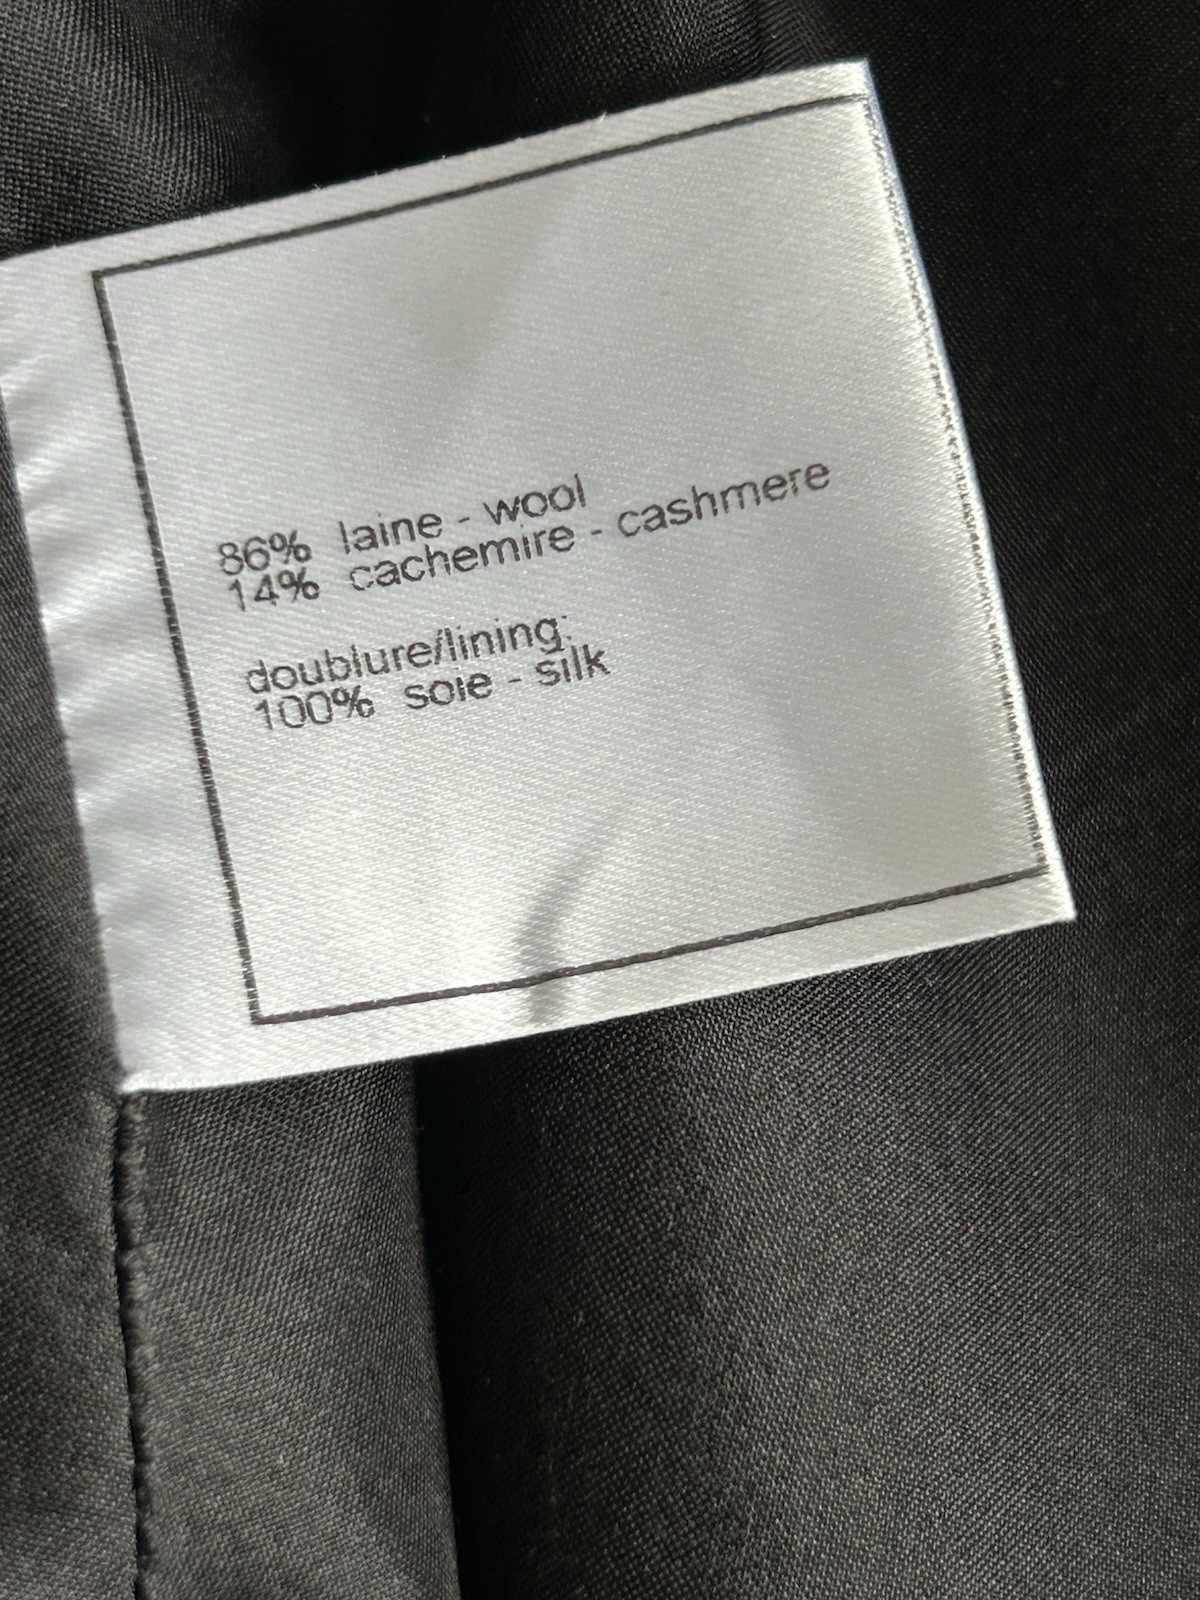 86% laine - wool
14% cachemire - cashmere
doublure/lining:
100% soie - silk